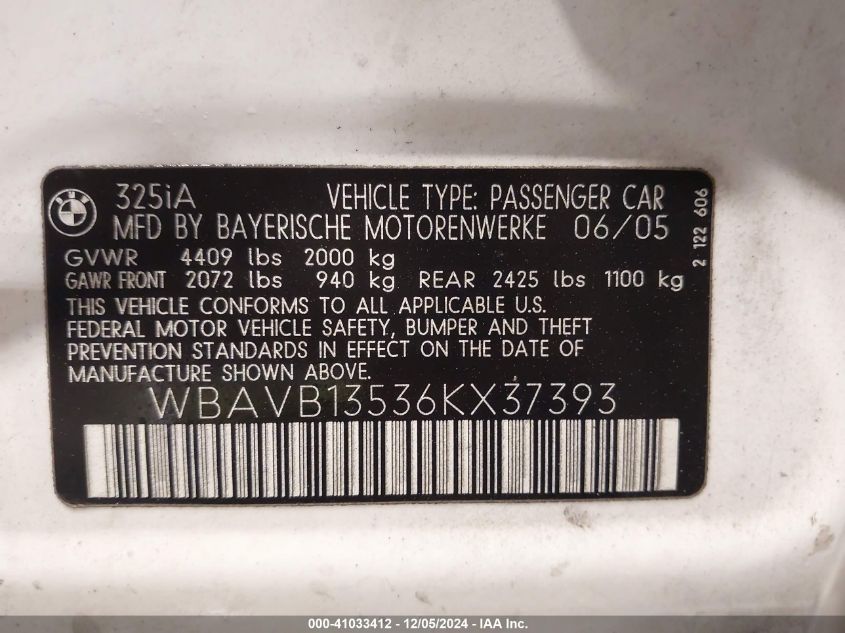 BMW
325iA VEHICLE TYPE: PASSENGER CAR
MFD BY BAYERISCHE MOTORENWERKE 06/05
GVWR 4409 lbs 2000 kg
GAWR FRONT 2072 lbs 940 kg REAR 2425 lbs 1100 kg
THIS VEHICLE CONFORMS TO ALL APPLICABLE U.S.
FEDERAL MOTOR VEHICLE SAFETY, BUMPER AND THEFT
PREVENTION STANDARDS IN EFFECT ON THE DATE OF
MANUFACTURE SHOWN ABOVE.
WBAVB13536KX37393
2 122 606
000-41033412 - 12/05/2024 - IAA Inc.